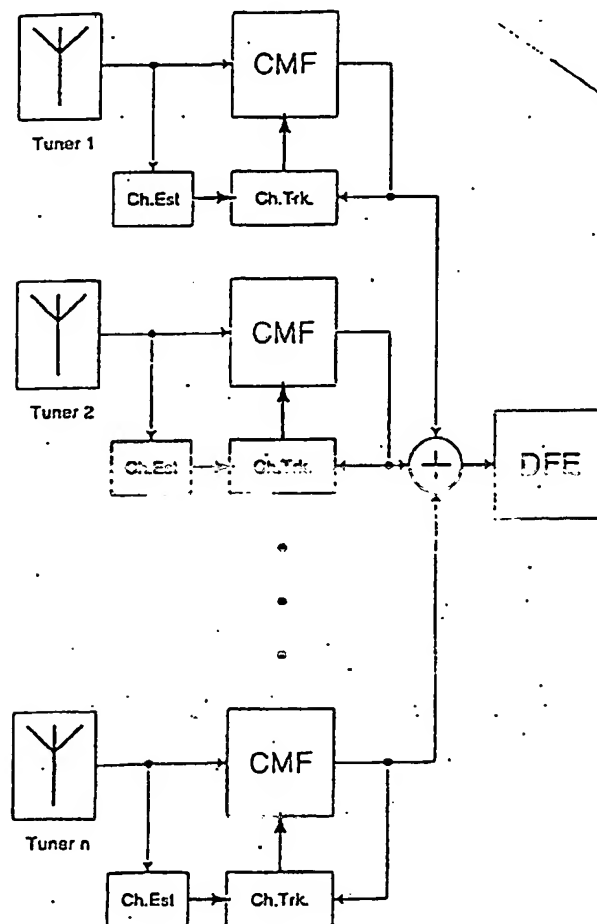 CMF
Tuner 1
Ch.Est
Ch.Trk.
CMF
Tuner 2
Ch.Est
Ch.Trk.
DFE
CMF
Tuner n
Ch.Est
Ch.Trk.